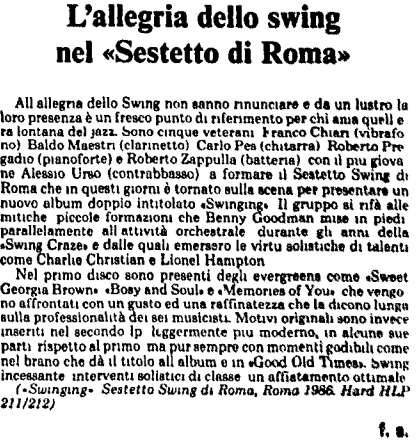 L'allegria dello swing
nel «Sestetto di Roma»
All allegria dello Swing non sanno rinunciare e da un lustro la
loro presenza è un fresco punto di riferimento per chi ama quell e
ra lontana del jazz. Sono cinque veterani Franco Chiari (vibrafo
no) Baldo Maestri (clarinetto) Carlo Pes (chitarra) Roberto Pre
gadio (pianoforte) e Roberto Zappulla (batteria) con il piu giova
ne Alessio Urso (contrabbasso) a formare il Sestetto Swing di
Roma che in questi giorni è tornato sulla scena per presentare un
nuovo album doppio intitolato «Swinging» Il gruppo si rifà alle
mitiche piccole formazioni che Benny Goodman mise in piedi
parallelamente all attività orchestrale durante gli anni della
«Swing Craze» e dalle quali emersero le virtu solistiche di talenti
come Charlie Christian e Lionel Hampton
Nel primo disco sono presenti degli evergreens come «Sweet
Georgia Brown» «Bosy and Soul» e «Memories of You» che vengo
no affrontati con un gusto ed una raffinatezza che la dicono lunga
sulla professionalità dei sei musicisti. Motivi originali sono invece
inseriti nel secondo lp leggermente piu moderno, in alcune sue
parti rispetto al primo ma pur sempre con momenti godibili come
nel brano che dà il titolo all album e in «Good Old Times». Swing
incessante interventi solistici di classe un affiatamento ottimale
(«Swinging» Sestetto Swing di Roma, Roma 1986. Hard HLP
211/212)
f. s.